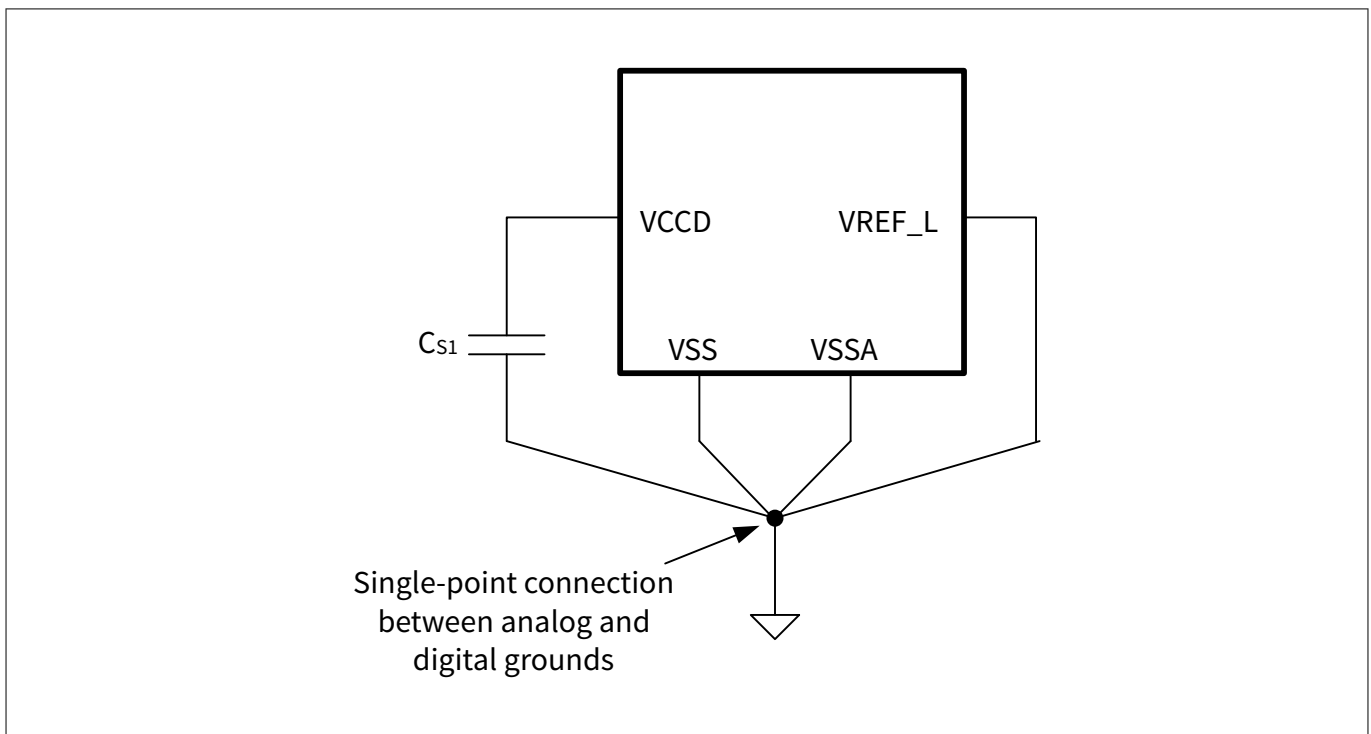 VCCD
VREF_L
CS1
VSS
VSSA
Single-point connection
between analog and
digital grounds